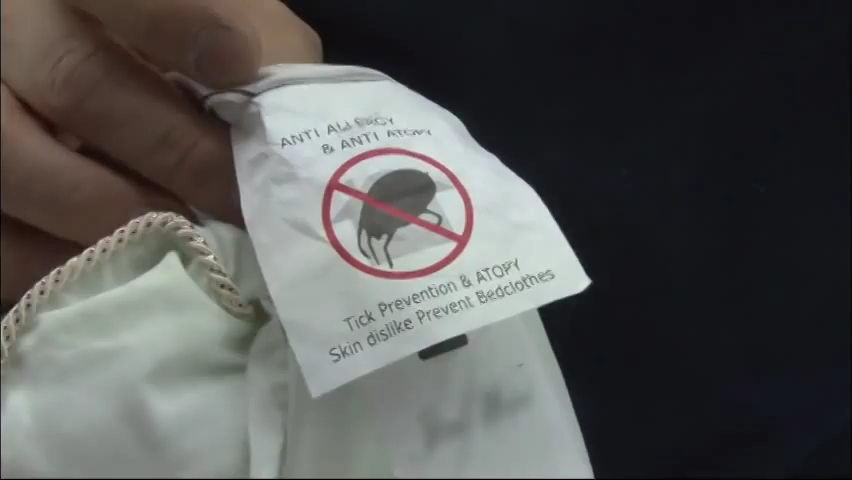 ANTI ALLERGY
& ANTI ATOPY
Tick Prevention & ATOPY
Skin dislike Prevent Bedclothes